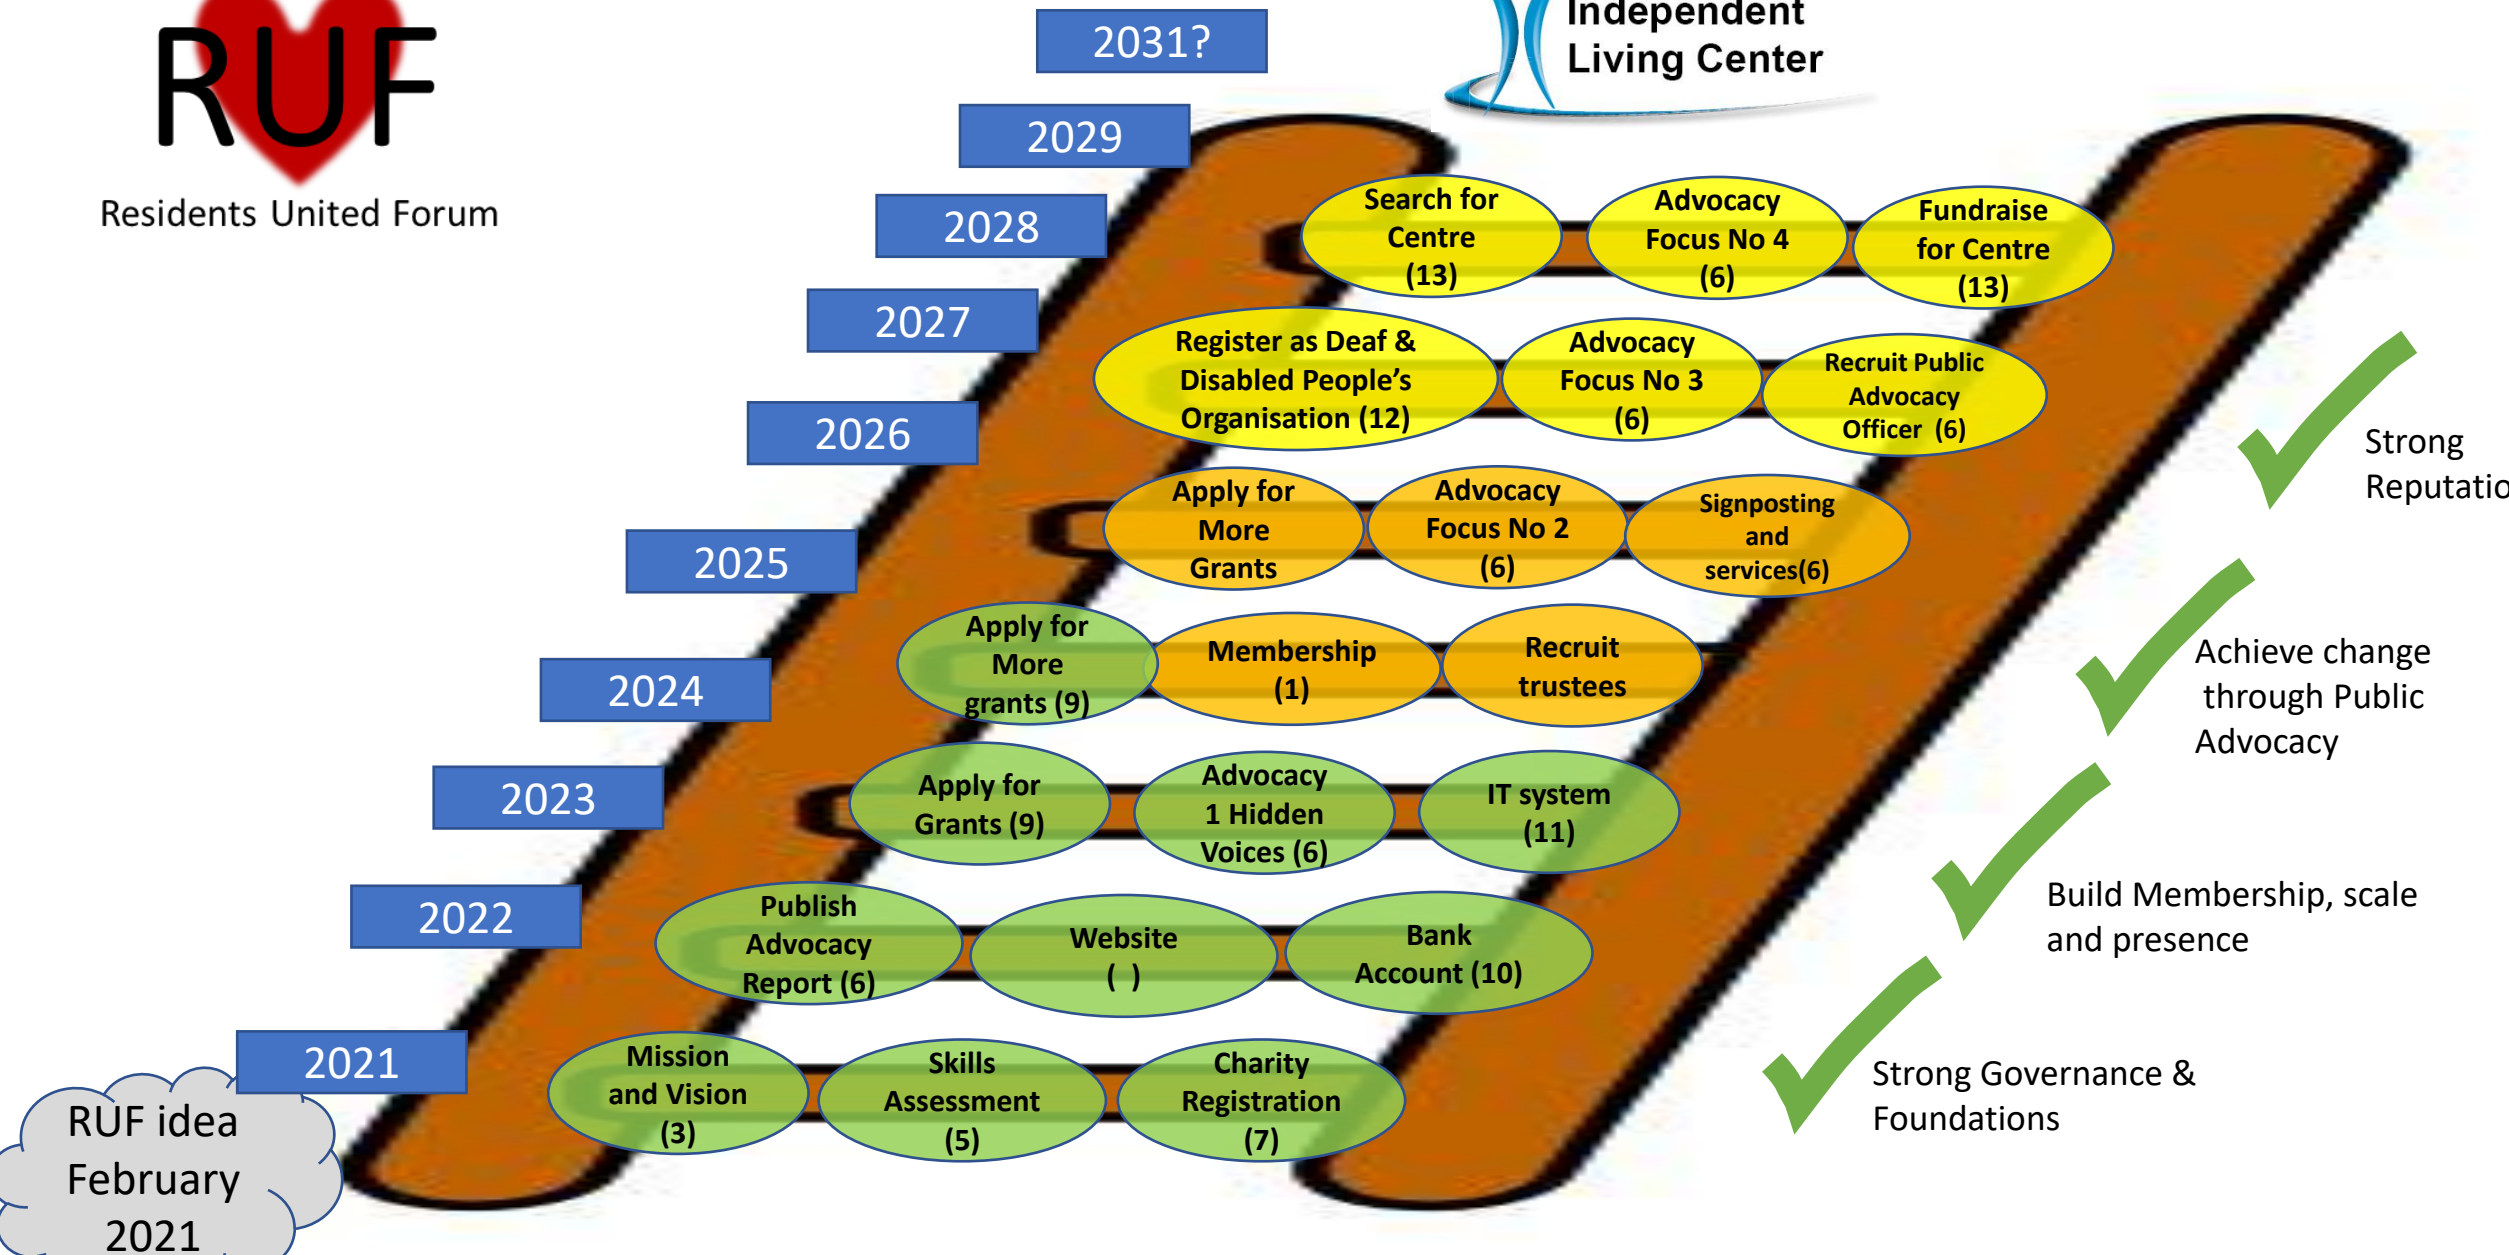 RUF
Residents United Forum
Independent
Living Center
2031?
2029
2028
2027
2026
2025
2024
2023
2022
2021
Search for
Centre
(13)
Advocacy
Focus No 4
(6)
Fundraise
for Centre
(13)
Register as Deaf &
Disabled People's
Organisation (12)
Advocacy
Focus No 3
(6)
Recruit Public
Advocacy
Officer (6)
Apply for
More
Grants
Advocacy
Focus No 2
(6)
Signposting
and
services(6)
Apply for
More
grants (9)
Membership
(1)
Recruit
trustees
Apply for
Grants (9)
Advocacy
1 Hidden
Voices (6)
IT system
(11)
Publish
Advocacy
Report (6)
Website
( )
Bank
Account (10)
Mission
and Vision
(3)
Skills
Assessment
(5)
Charity
Registration
(7)
Strong
Reputatio
Achieve change
through Public
Advocacy
Build Membership, scale
and presence
Strong Governance &
Foundations
RUF idea
February
2021